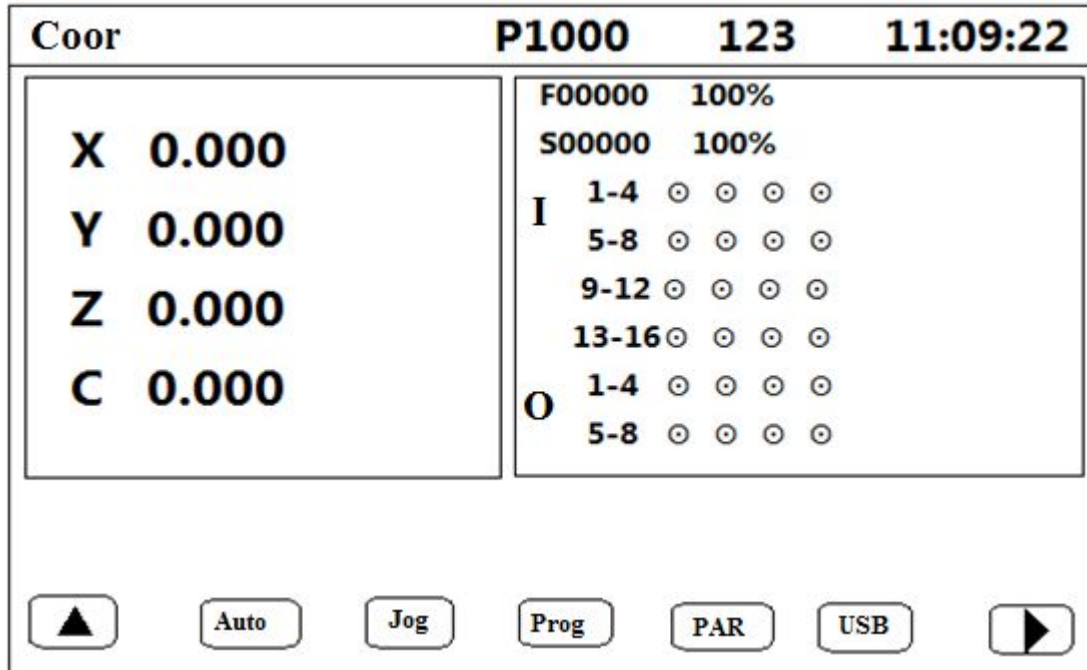 Coor P1000 123 11:09:22
X 0.000
Y 0.000
Z 0.000
C 0.000
F00000 100%
S00000 100%
I
1-4
5-8
9-12
13-16
O
1-4
5-8
Auto Jog Prog PAR USB